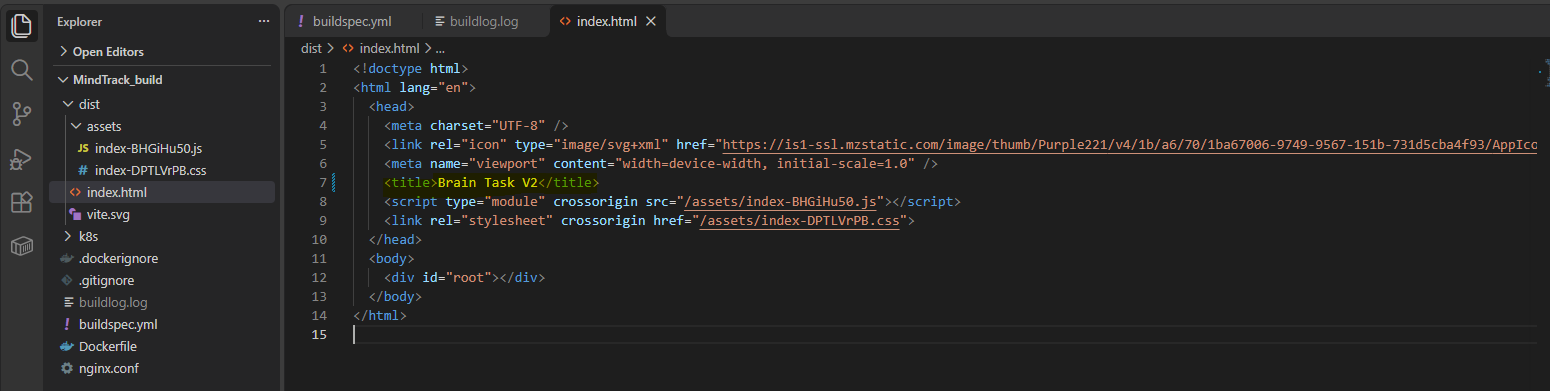 Explorer
Open Editors
MindTrack_build
dist
assets
JS index-BHGiHu50.js
# index-DPTLVrPB.css
<> index.html
vite.svg
k8s
.dockerignore
.gitignore
buildlog.log
! buildspec.yml
Dockerfile
nginx.conf
! buildspec.yml
buildlog.log
<> index.html
dist > <> index.html > ...
1 <!doctype html>
2 <html lang="en">
3 <head>
4 <meta charset="UTF-8" />
5 <link rel="icon" type="image/svg+xml" href="https://is1-ssl.mzstatic.com/image/thumb/Purple221/v4/1b/a6/70/1ba67006-9749-9567-151b-731d5cba4f93/AppIco
6 <meta name="viewport" content="width=device-width, initial-scale=1.0" />
7 <title>Brain Task V2</title>
8 <script type="module" crossorigin src="/assets/index-BHGiHu50.js"></script>
9 <link rel="stylesheet" crossorigin href="/assets/index-DPTLVrPB.css">
10 </head>
11 <body>
12 <div id="root"></div>
13 </body>
14 </html>
15